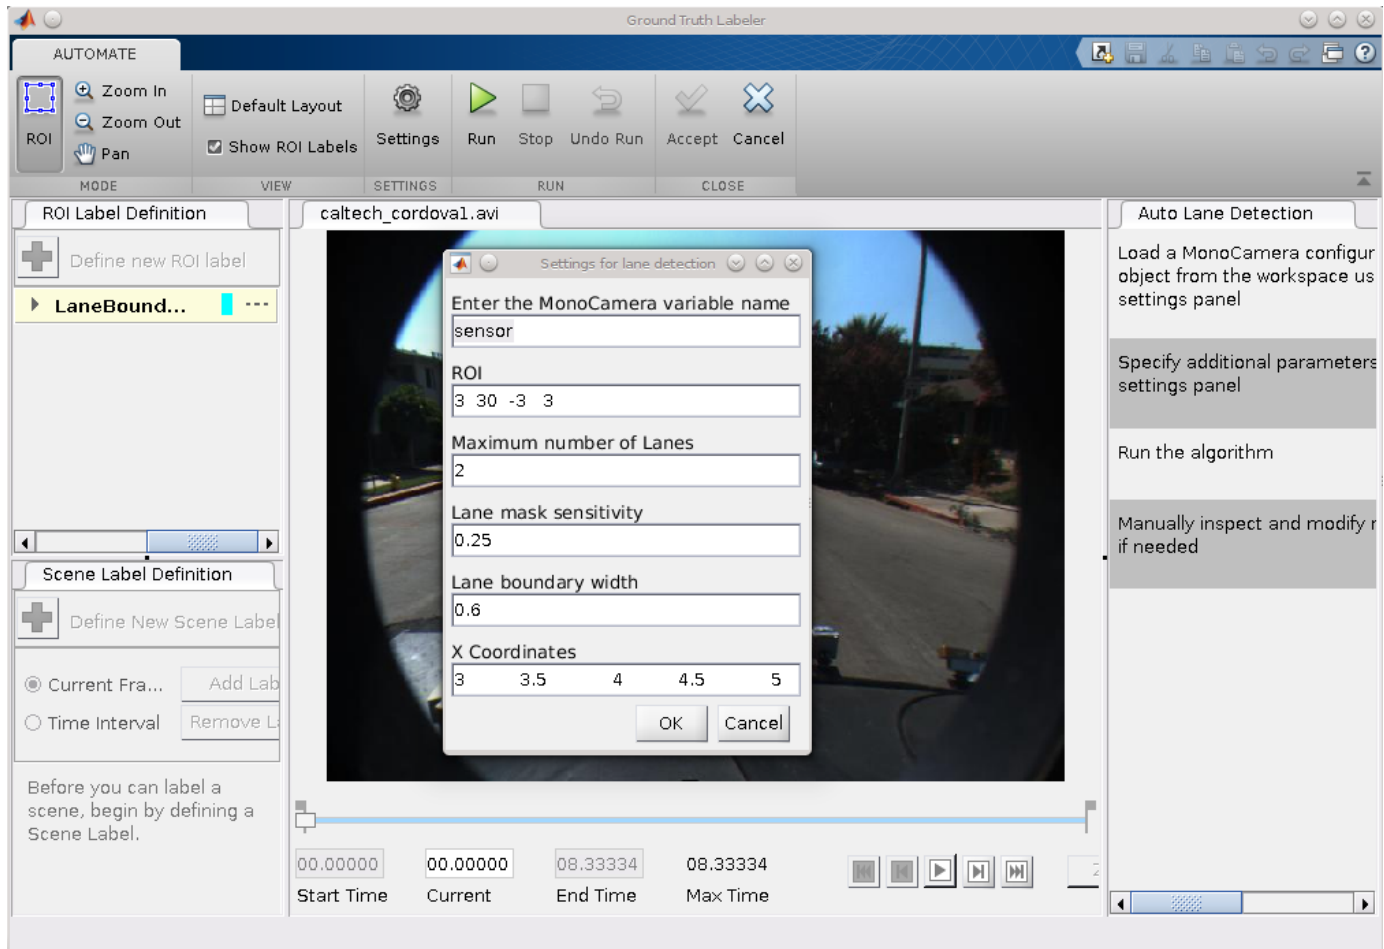 Ground Truth Labeler
AUTOMATE
ROI
Zoom In
Zoom Out
Pan
MODE
Default Layout
Show ROI Labels
VIEW
Settings
SETTINGS
Run
Stop
Undo Run
RUN
Accept
Cancel
CLOSE
ROI Label Definition
Define new ROI label
LaneBound...
Scene Label Definition
Define New Scene Label
Current Fra...
Add Lab
Time Interval
Remove La
Before you can label a
scene, begin by defining a
Scene Label.
caltech_cordova1.avi
Settings for lane detection
Enter the MonoCamera variable name
sensor
ROI
3 30 -3 3
Maximum number of Lanes
2
Lane mask sensitivity
0.25
Lane boundary width
0.6
X Coordinates
3 3.5 4 4.5 5
OK Cancel
00.00000 00.00000 08.33334 08.33334
Start Time Current End Time Max Time
Auto Lane Detection
Load a MonoCamera configur
object from the workspace us
settings panel
Specify additional parameters
settings panel
Run the algorithm
Manually inspect and modify r
if needed